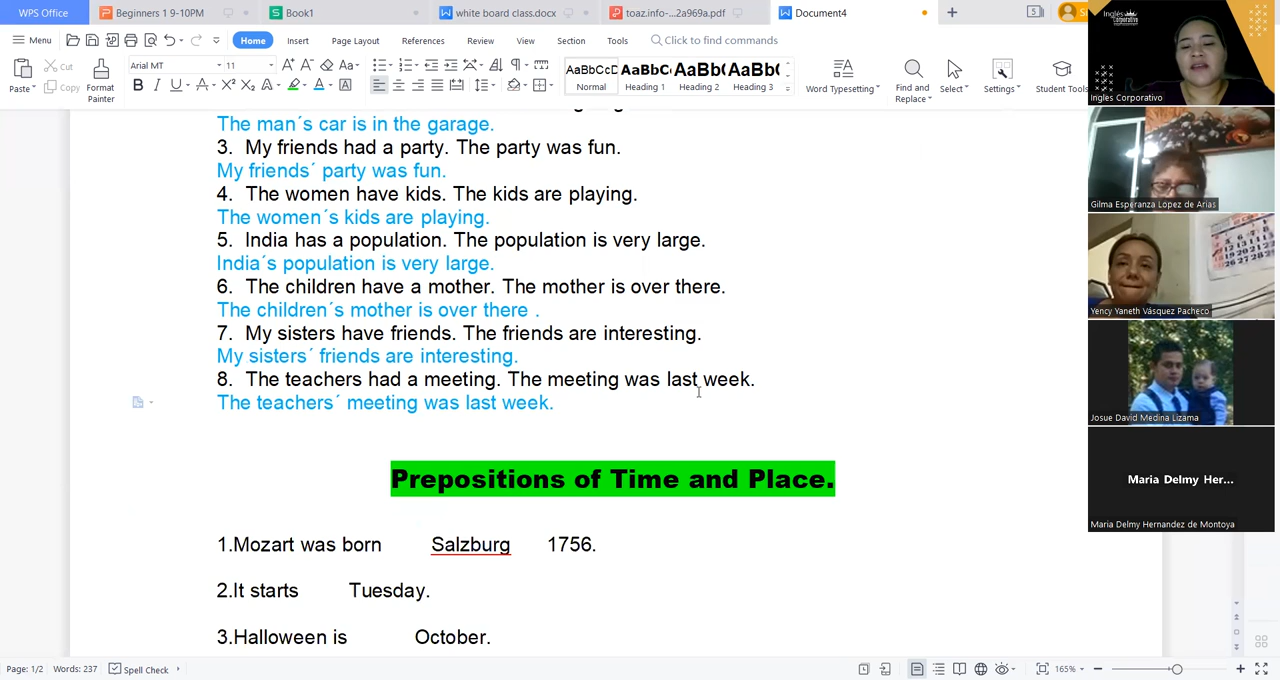 WPS Office
Beginners 1 9-10PM
Book1
white board class.docx
toaz.info-...2a969a.pdf
Document4
Menu
Home
Insert
Page Layout
References
Review
View
Section
Tools
Click to find commands
Paste
Cut
Copy
Format Painter
Arial MT
11
AaBbCcD
Normal
AaBbC
Heading 1
AaBb(
Heading 2
AaBb(
Heading 3
Word Typesetting
Find and Replace
Select
Settings
Student Tools
The man´s car is in the garage.
3. My friends had a party. The party was fun.
My friends´ party was fun.
4. The women have kids. The kids are playing.
The women´s kids are playing.
5. India has a population. The population is very large.
India´s population is very large.
6. The children have a mother. The mother is over there.
The children´s mother is over there .
7. My sisters have friends. The friends are interesting.
My sisters´ friends are interesting.
8. The teachers had a meeting. The meeting was last week.
The teachers´ meeting was last week.
Prepositions of Time and Place.
1.Mozart was born Salzburg 1756.
2.It starts Tuesday.
3.Halloween is October.
Inglés Corporativo
Ingles Corporativo
Gilma Esperanza López de Arias
Yency Yaneth Vásquez Pacheco
Josue David Medina Lizama
Maria Delmy Her...
Maria Delmy Hernandez de Montoya
Page: 1/2 Words: 237 Spell Check
165%